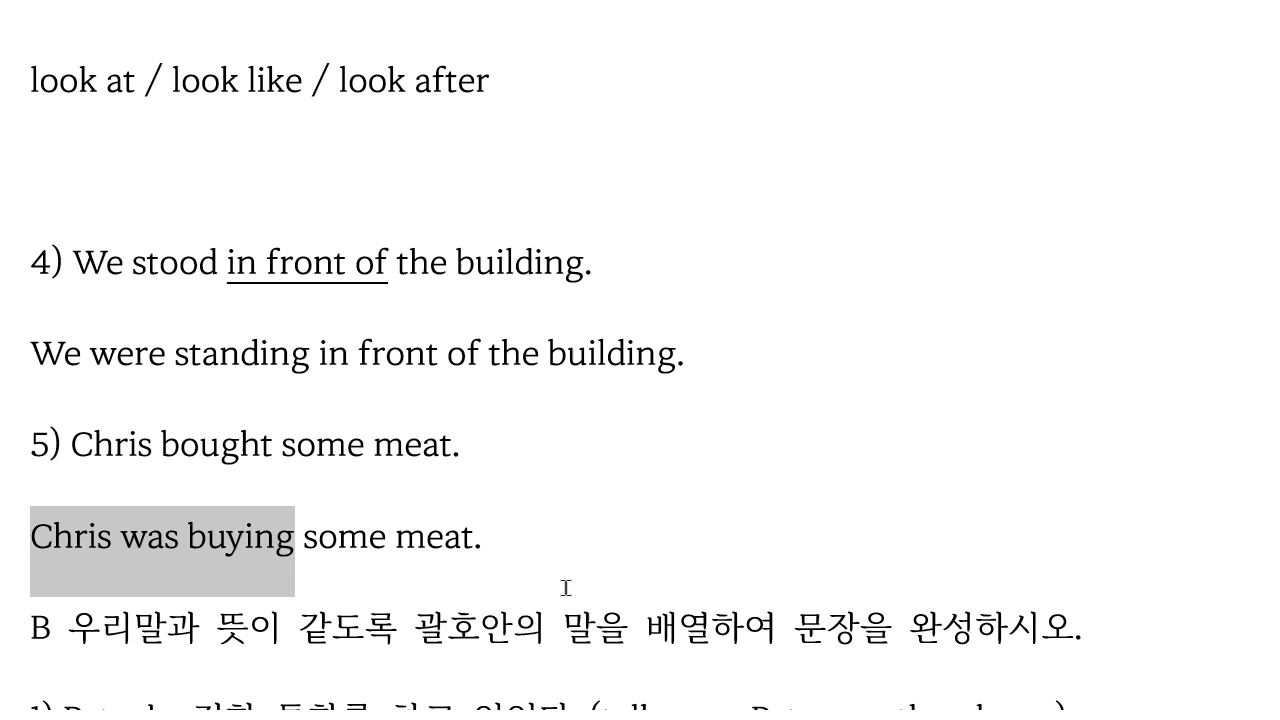 look at / look like / look after
4) We stood in front of the building.
We were standing in front of the building.
5) Chris bought some meat.
Chris was buying some meat.
B 우리말과 뜻이 같도록 괄호안의 말을 배열하여 문장을 완성하시오.
1)